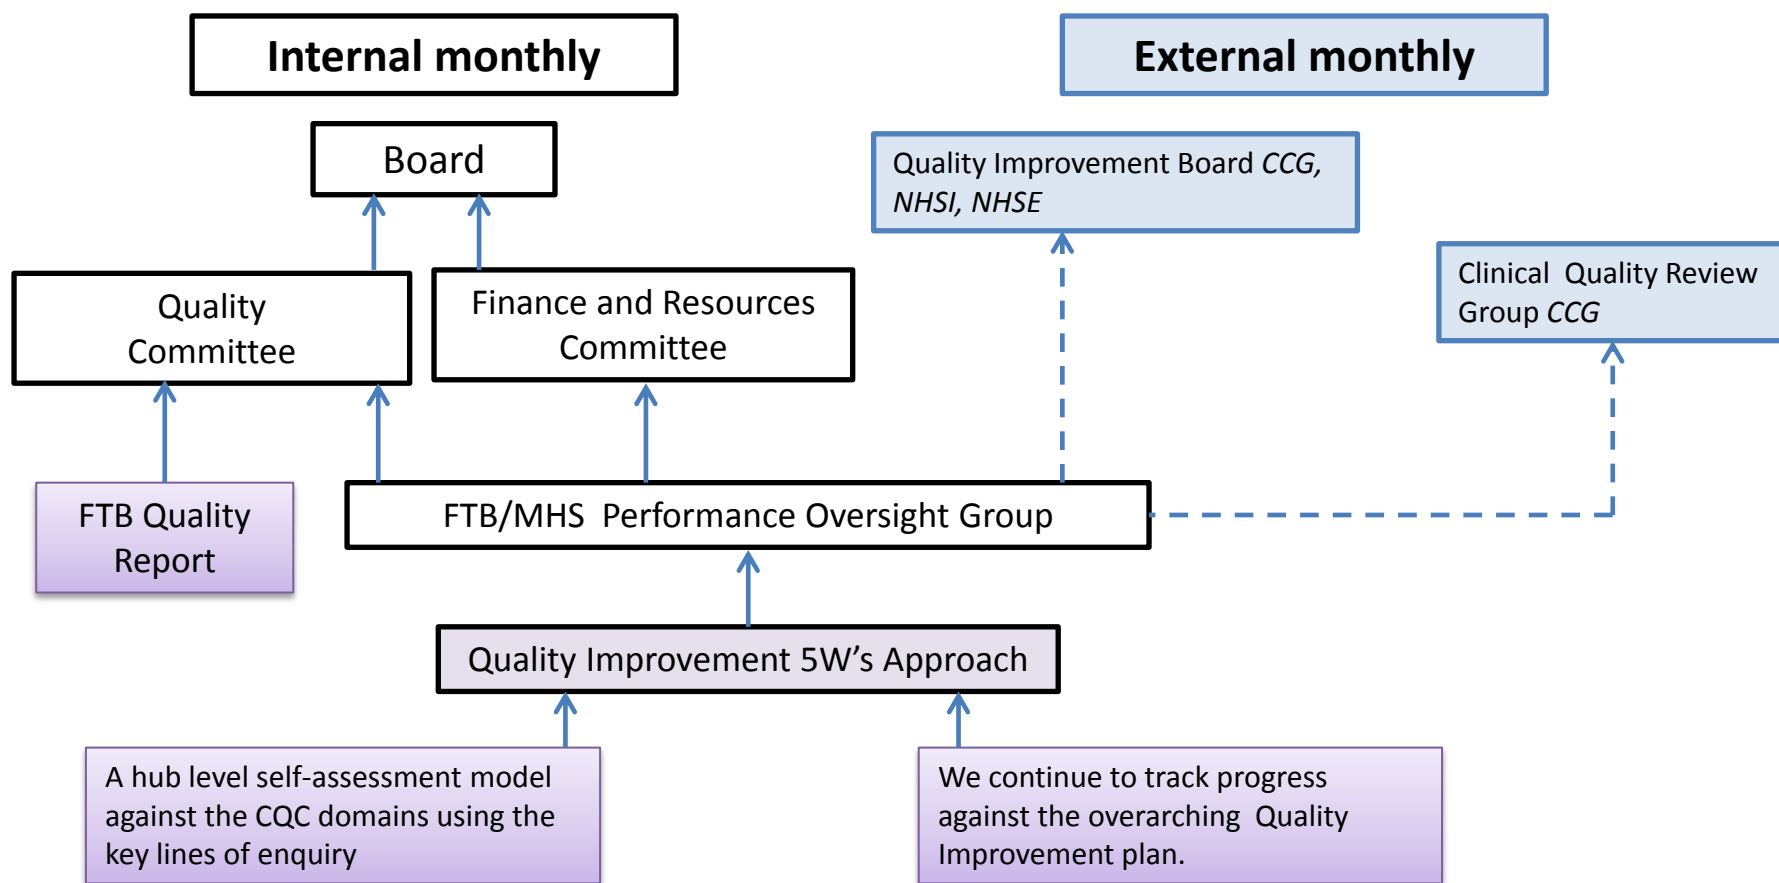 Internal monthly
External monthly
Board
Quality Improvement Board CCG,
NHSI, NHSE
Quality
Committee
Finance and Resources
Committee
Clinical Quality Review
Group CCG
FTB Quality
Report
FTB/MHS Performance Oversight Group
Quality Improvement 5W’s Approach
A hub level self-assessment model
against the CQC domains using the
key lines of enquiry
We continue to track progress
against the overarching Quality
Improvement plan.